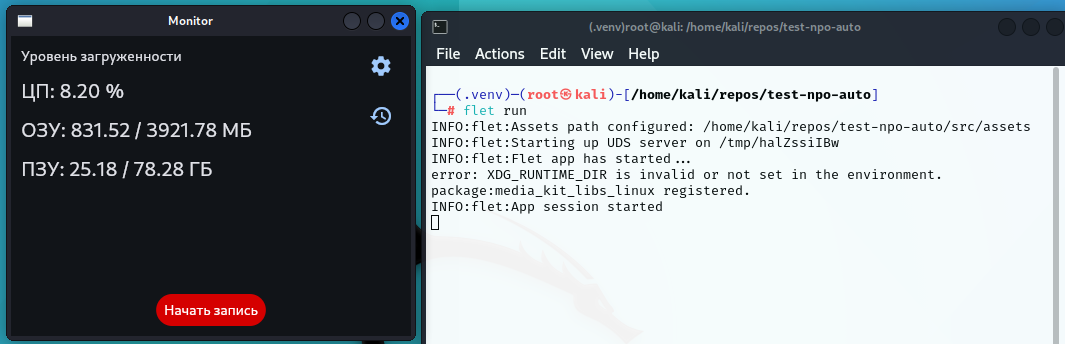 Monitor
Уровень загруженности
ЦП: 8.20 %
ОЗУ: 831.52 / 3921.78 МБ
ПЗУ: 25.18 / 78.28 ГБ
Начать запись
(.venv)root@kali: /home/kali/repos/test-npo-auto
File Actions Edit View Help
┌──(.venv)─(root㉿kali)-[/home/kali/repos/test-npo-auto]
└─# flet run
INFO:flet:Assets path configured: /home/kali/repos/test-npo-auto/src/assets
INFO:flet:Starting up UDS server on /tmp/halZssiIBw
INFO:flet:Flet app has started...
error: XDG_RUNTIME_DIR is invalid or not set in the environment.
package:media_kit_libs_linux registered.
INFO:flet:App session started